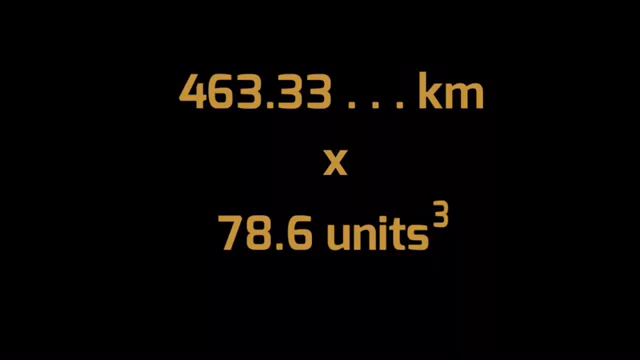 463.33 . . . km
x
78.6 units³